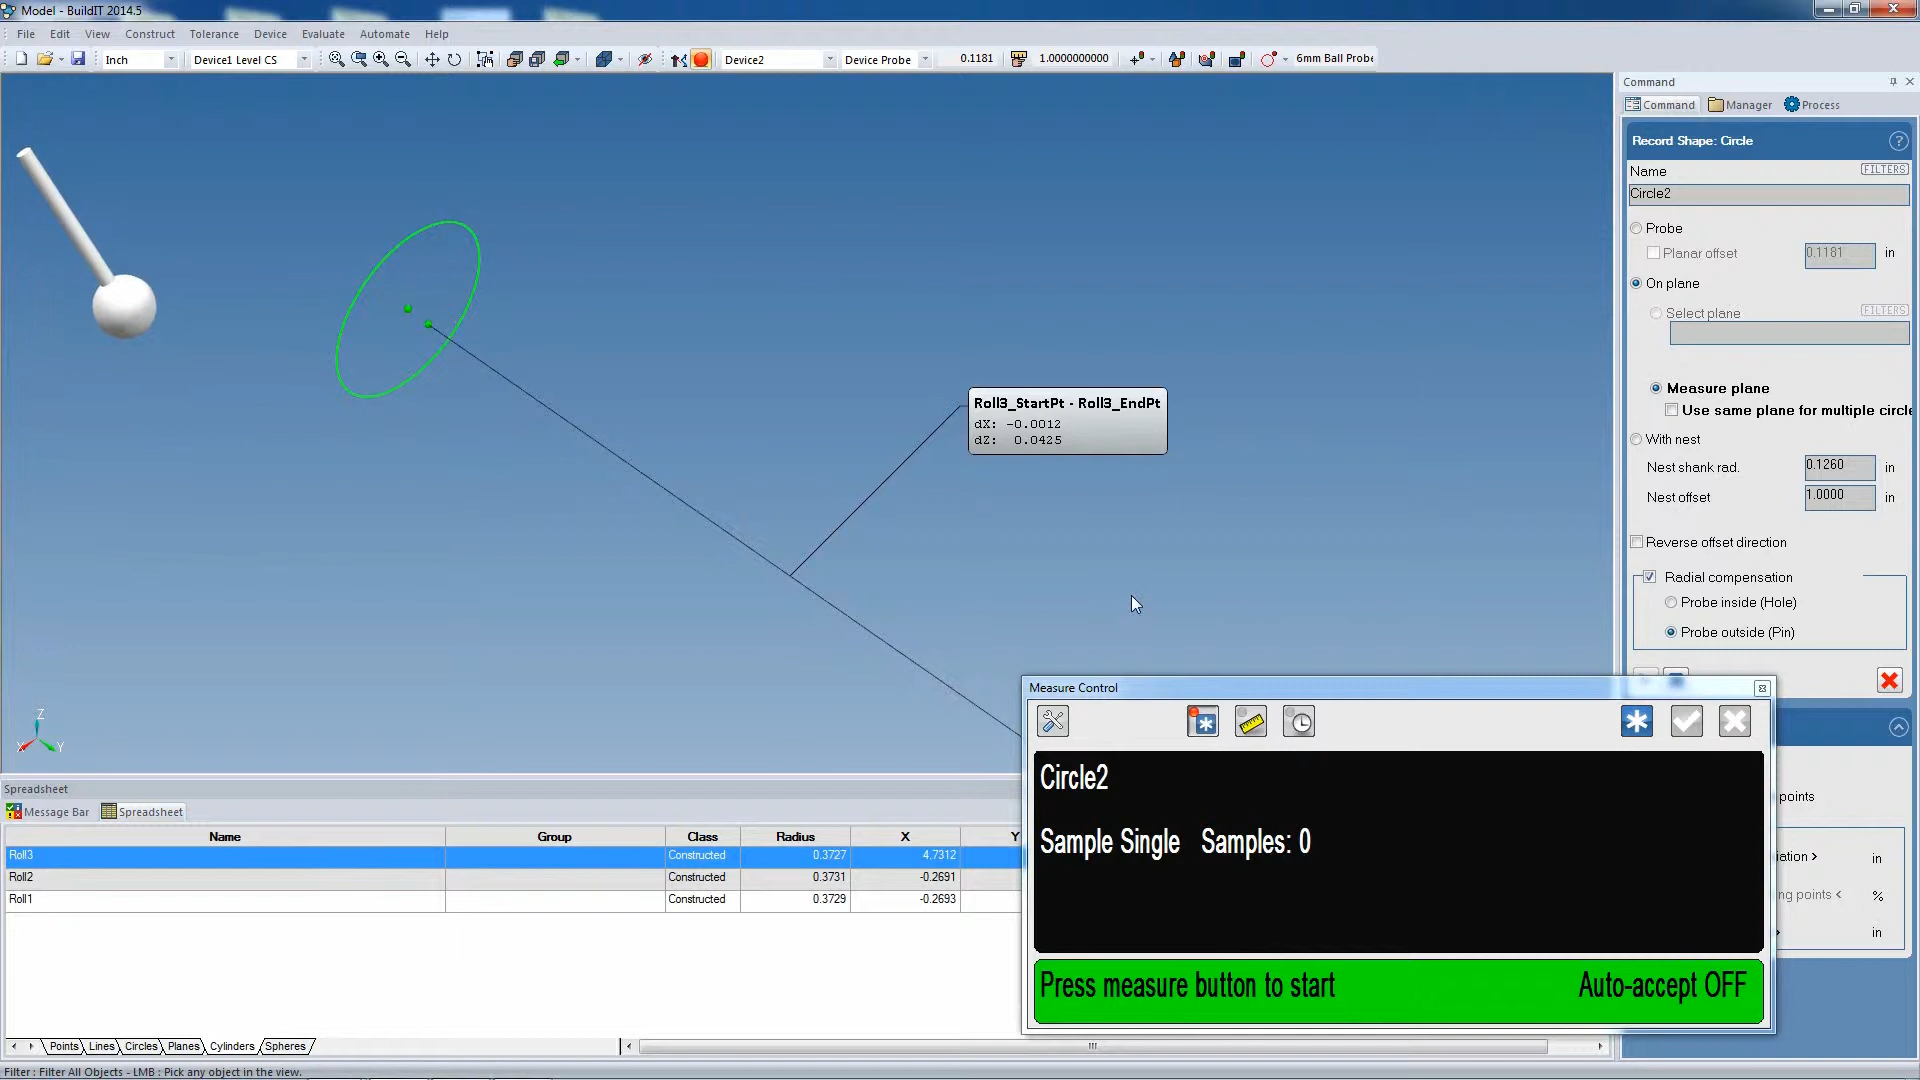 Model - BuildIT 2014.5
File Edit View Construct Tolerance Device Evaluate Automate Help
Inch Device1 Level CS Device2 Device Probe 0.1181 1.0000000000 6mm Ball Probe
Command
Command Manager Process
Record Shape: Circle
Name FILTERS
Circle2
Probe
Planar offset 0.1181 in
On plane
Select plane FILTERS
Measure plane
Use same plane for multiple circle
With nest
Nest shank rad. 0.1260 in
Nest offset 1.0000 in
Reverse offset direction
Radial compensation
Probe inside (Hole)
Probe outside (Pin)
Roll3_StartPt - Roll3_EndPt
dX: -0.0012
dZ: 0.0425
Z
X Y
Measure Control
Circle2
Sample Single Samples: 0
Press measure button to start Auto-accept OFF
points
iation > in
ng points < %
> in
Spreadsheet
Message Bar Spreadsheet
Name Group Class Radius X Y
Roll3 Constructed 0.3727 4.7312
Roll2 Constructed 0.3731 -0.2691
Roll1 Constructed 0.3729 -0.2693
Points Lines Circles Planes Cylinders Spheres
Filter : Filter All Objects - LMB : Pick any object in the view.